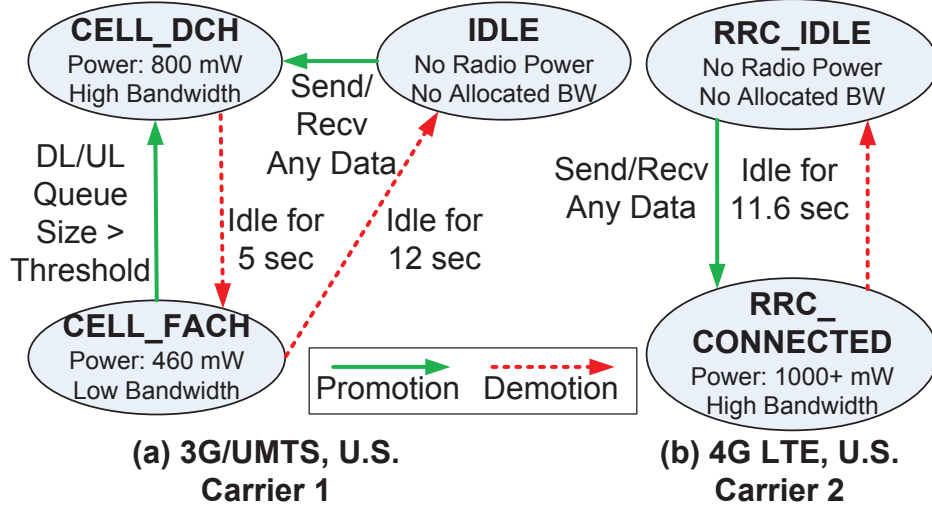 CELL_DCH
Power: 800 mW
High Bandwidth
IDLE
No Radio Power
No Allocated BW
Send/
Recv
Any Data
DL/UL
Queue
Size >
Threshold
Idle for
5 sec
Idle for
12 sec
CELL_FACH
Power: 460 mW
Low Bandwidth
RRC_IDLE
No Radio Power
No Allocated BW
Send/Recv
Any Data
Idle for
11.6 sec
RRC_
CONNECTED
Power: 1000+ mW
High Bandwidth
Promotion
Demotion
(a) 3G/UMTS, U.S.
Carrier 1
(b) 4G LTE, U.S.
Carrier 2